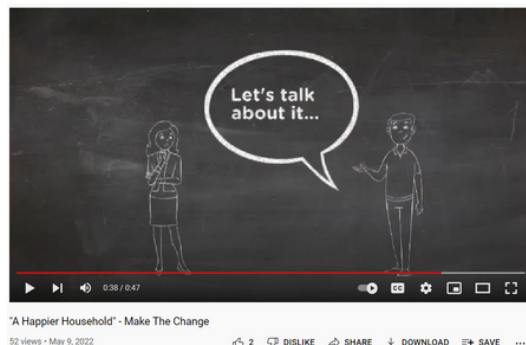 Let's talk
about it...
0:38 / 0:47
CC
"A Happier Household" - Make The Change
52 views • May 9, 2022 2 DISLIKE SHARE DOWNLOAD SAVE ...